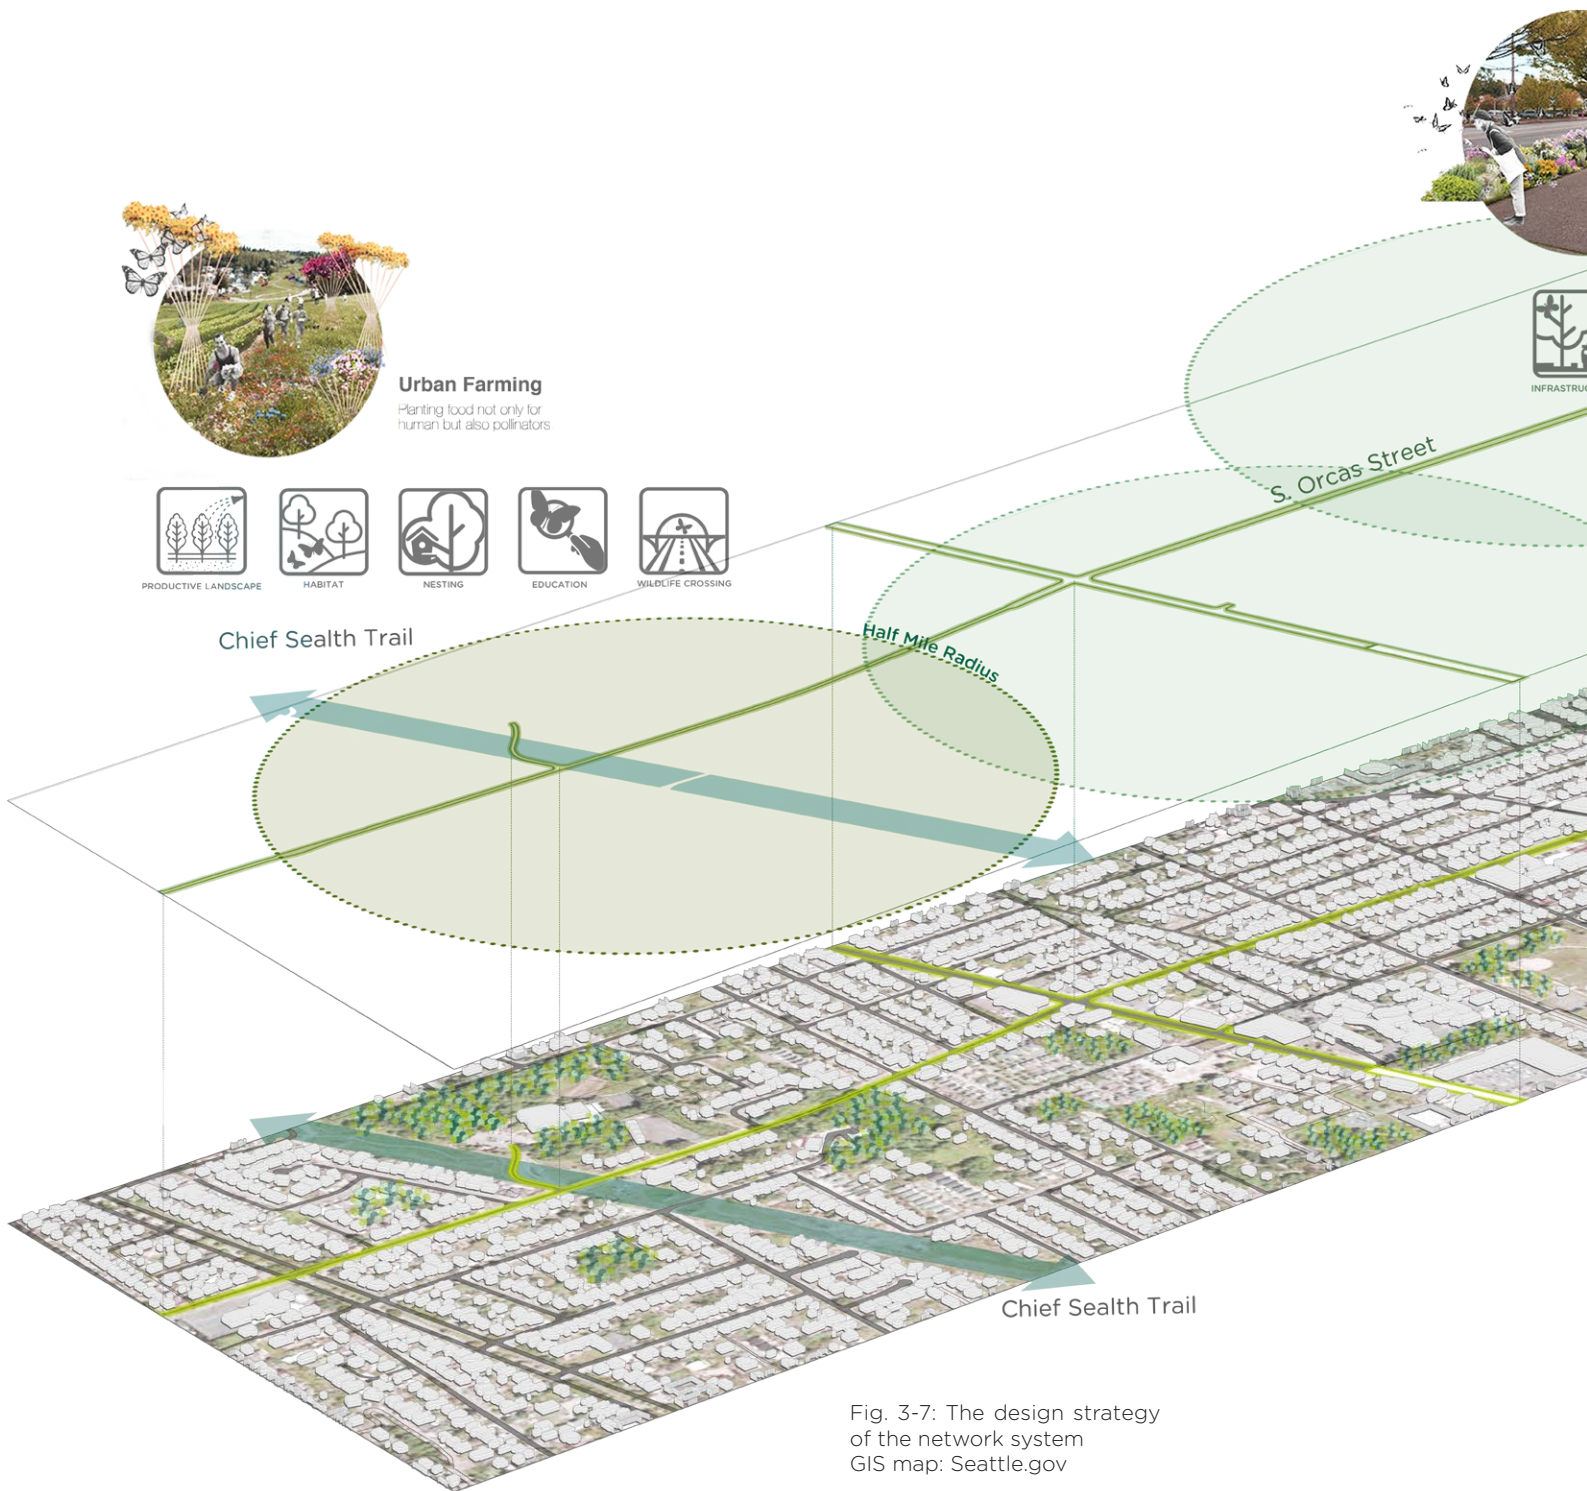 Urban Farming
Planting food not only for
human but also pollinators
PRODUCTIVE LANDSCAPE
HABITAT
NESTING
EDUCATION
WILDLIFE CROSSING
INFRASTRUC
S. Orcas Street
Half Mile Radius
Chief Sealth Trail
Chief Sealth Trail
Fig. 3-7: The design strategy
of the network system
GIS map: Seattle.gov